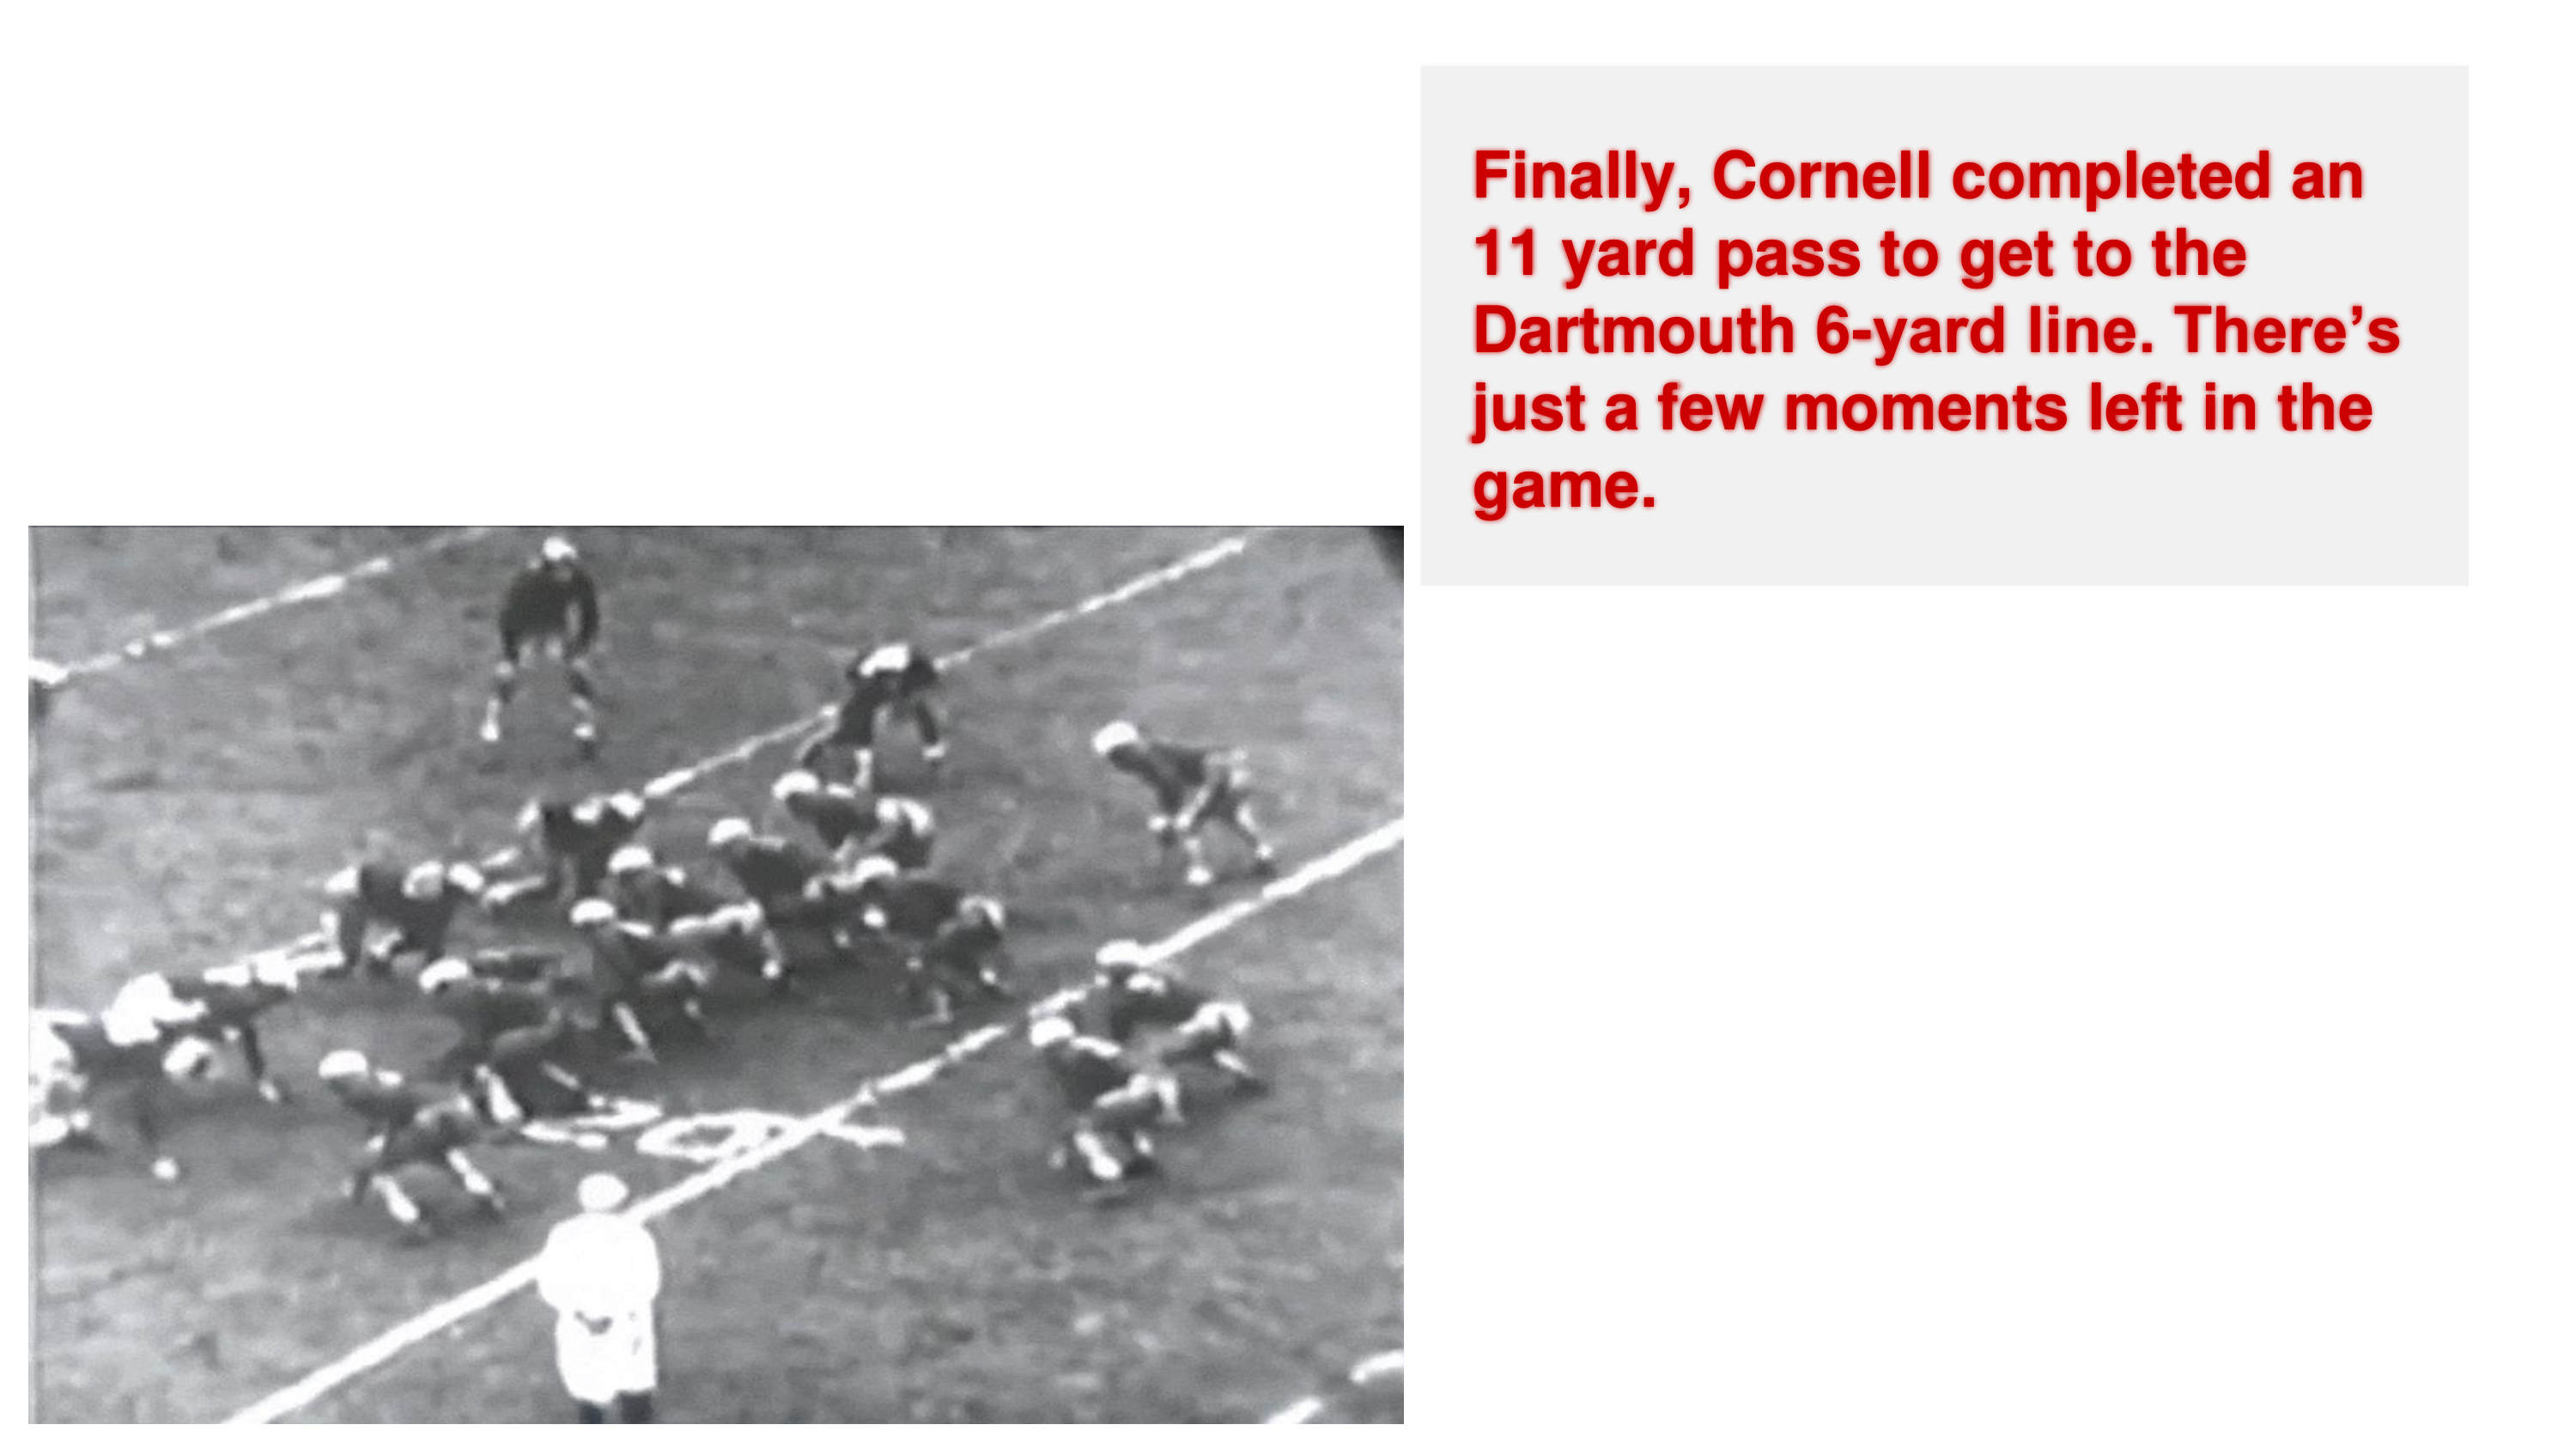 Finally, Cornell completed an
11 yard pass to get to the
Dartmouth 6-yard line. There’s
just a few moments left in the
game.